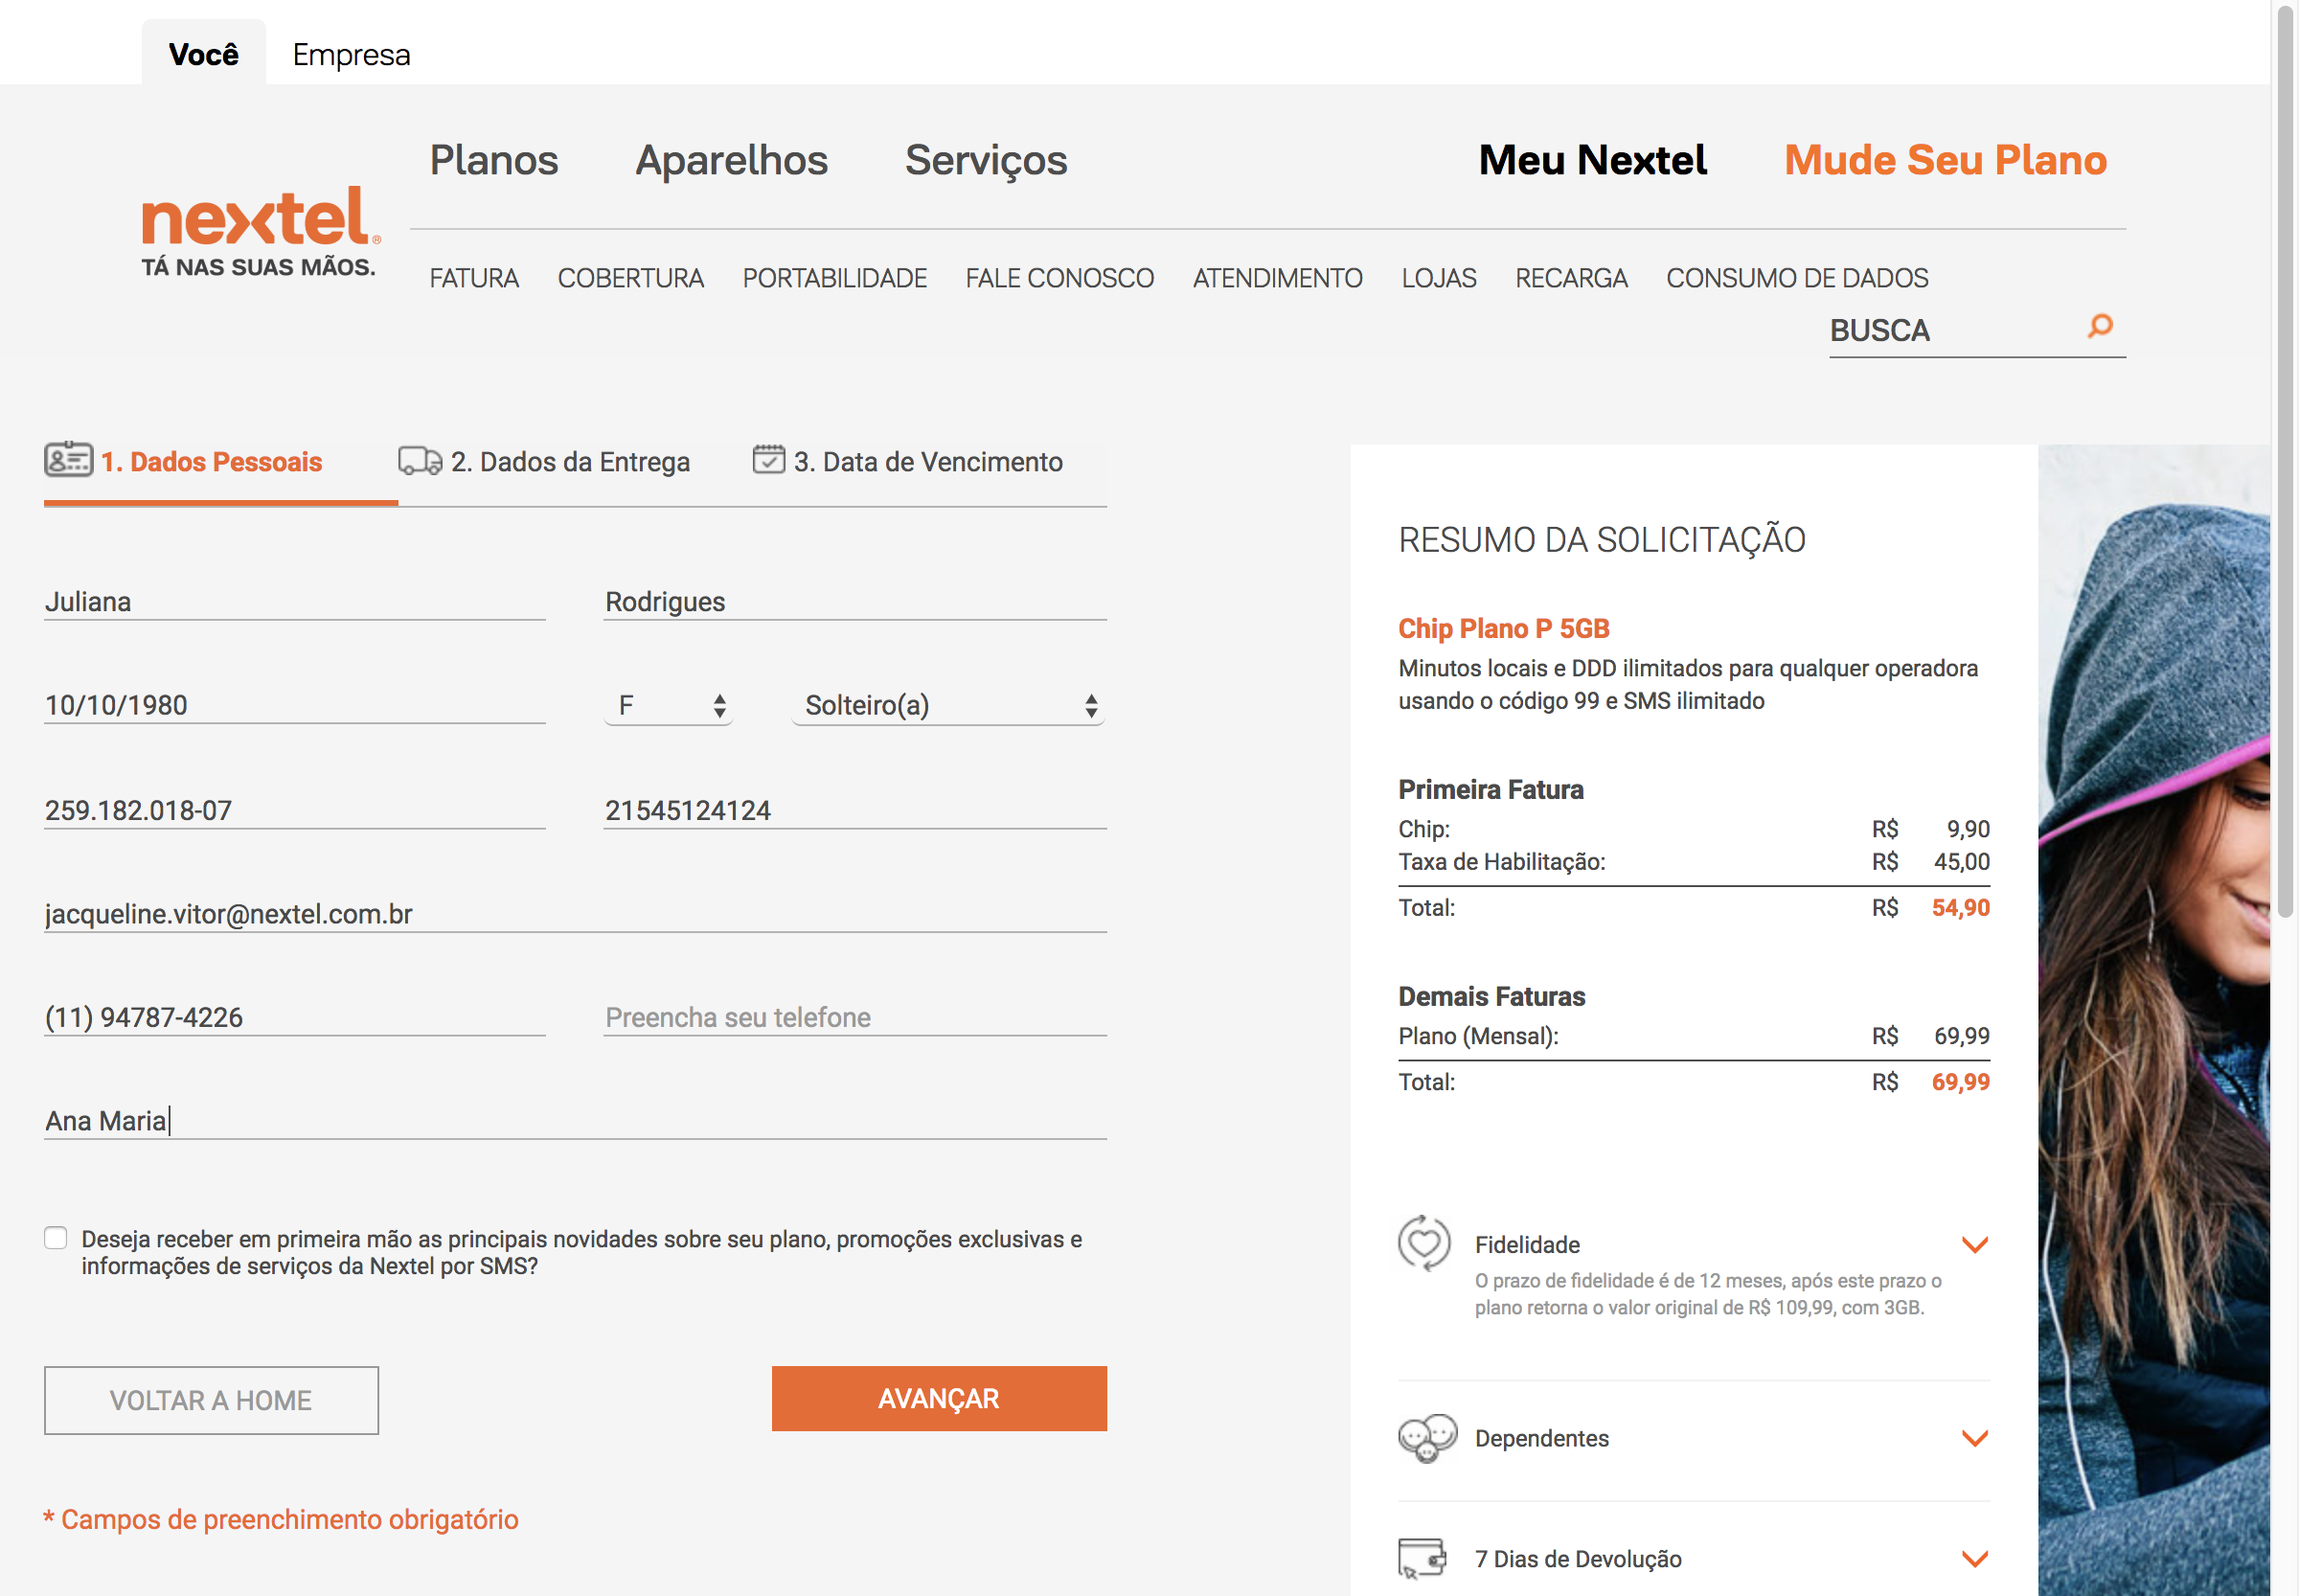 Você Empresa
Planos Aparelhos Serviços Meu Nextel Mude Seu Plano
nextel®
TÁ NAS SUAS MÃOS.
FATURA COBERTURA PORTABILIDADE FALE CONOSCO ATENDIMENTO LOJAS RECARGA CONSUMO DE DADOS
BUSCA
1. Dados Pessoais 2. Dados da Entrega 3. Data de Vencimento
Juliana Rodrigues
10/10/1980 F Solteiro(a)
259.182.018-07 21545124124
jacqueline.vitor@nextel.com.br
(11) 94787-4226 Preencha seu telefone
Ana Maria
Deseja receber em primeira mão as principais novidades sobre seu plano, promoções exclusivas e
informações de serviços da Nextel por SMS?
VOLTAR A HOME AVANÇAR
* Campos de preenchimento obrigatório
RESUMO DA SOLICITAÇÃO
Chip Plano P 5GB
Minutos locais e DDD ilimitados para qualquer operadora
usando o código 99 e SMS ilimitado
Primeira Fatura
Chip: R$ 9,90
Taxa de Habilitação: R$ 45,00
Total: R$ 54,90
Demais Faturas
Plano (Mensal): R$ 69,99
Total: R$ 69,99
Fidelidade
O prazo de fidelidade é de 12 meses, após este prazo o
plano retorna o valor original de R$ 109,99, com 3GB.
Dependentes
7 Dias de Devolução